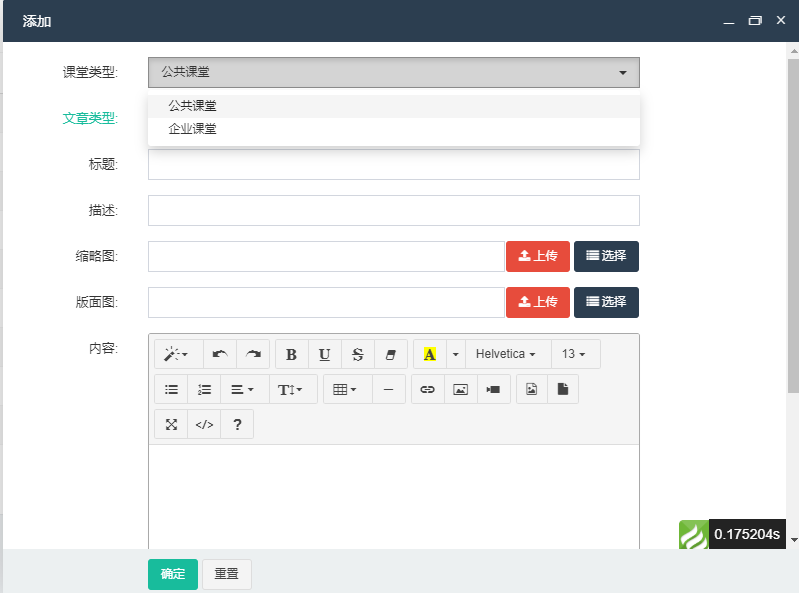 添加
课堂类型:
公共课堂
公共课堂
企业课堂
文章类型:
标题:
描述:
缩略图:
上传
选择
版面图:
上传
选择
内容:
B U S A Helvetica 13
T
</> ?
0.175204s
确定
重置